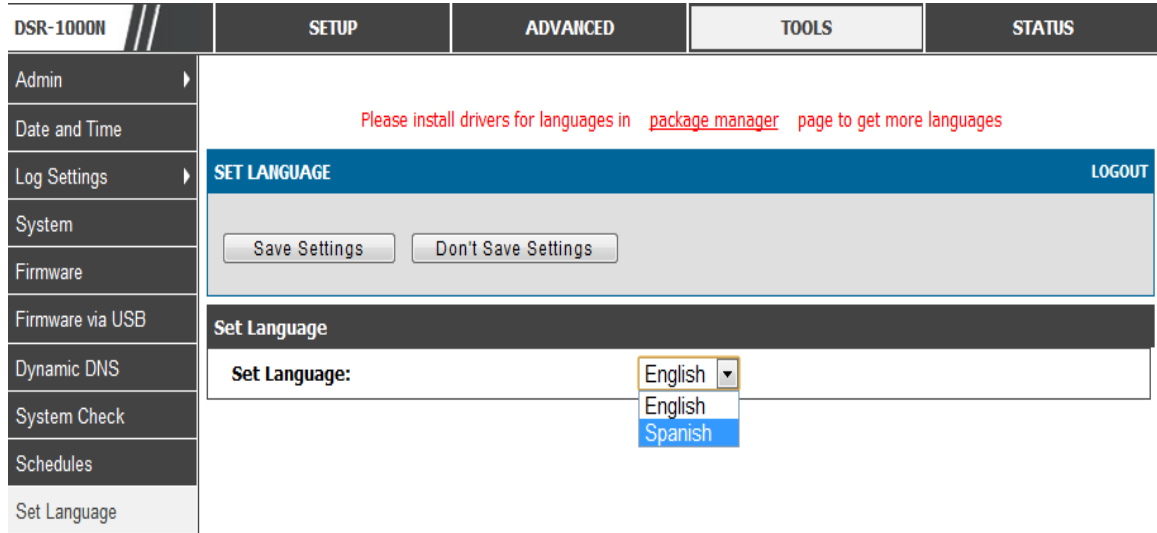 DSR-1000N
SETUP
ADVANCED
TOOLS
STATUS
Admin
Date and Time
Log Settings
System
Firmware
Firmware via USB
Dynamic DNS
System Check
Schedules
Set Language
Please install drivers for languages in package manager page to get more languages
SET LANGUAGE
LOGOUT
Save Settings
Don't Save Settings
Set Language
Set Language:
English
English
Spanish